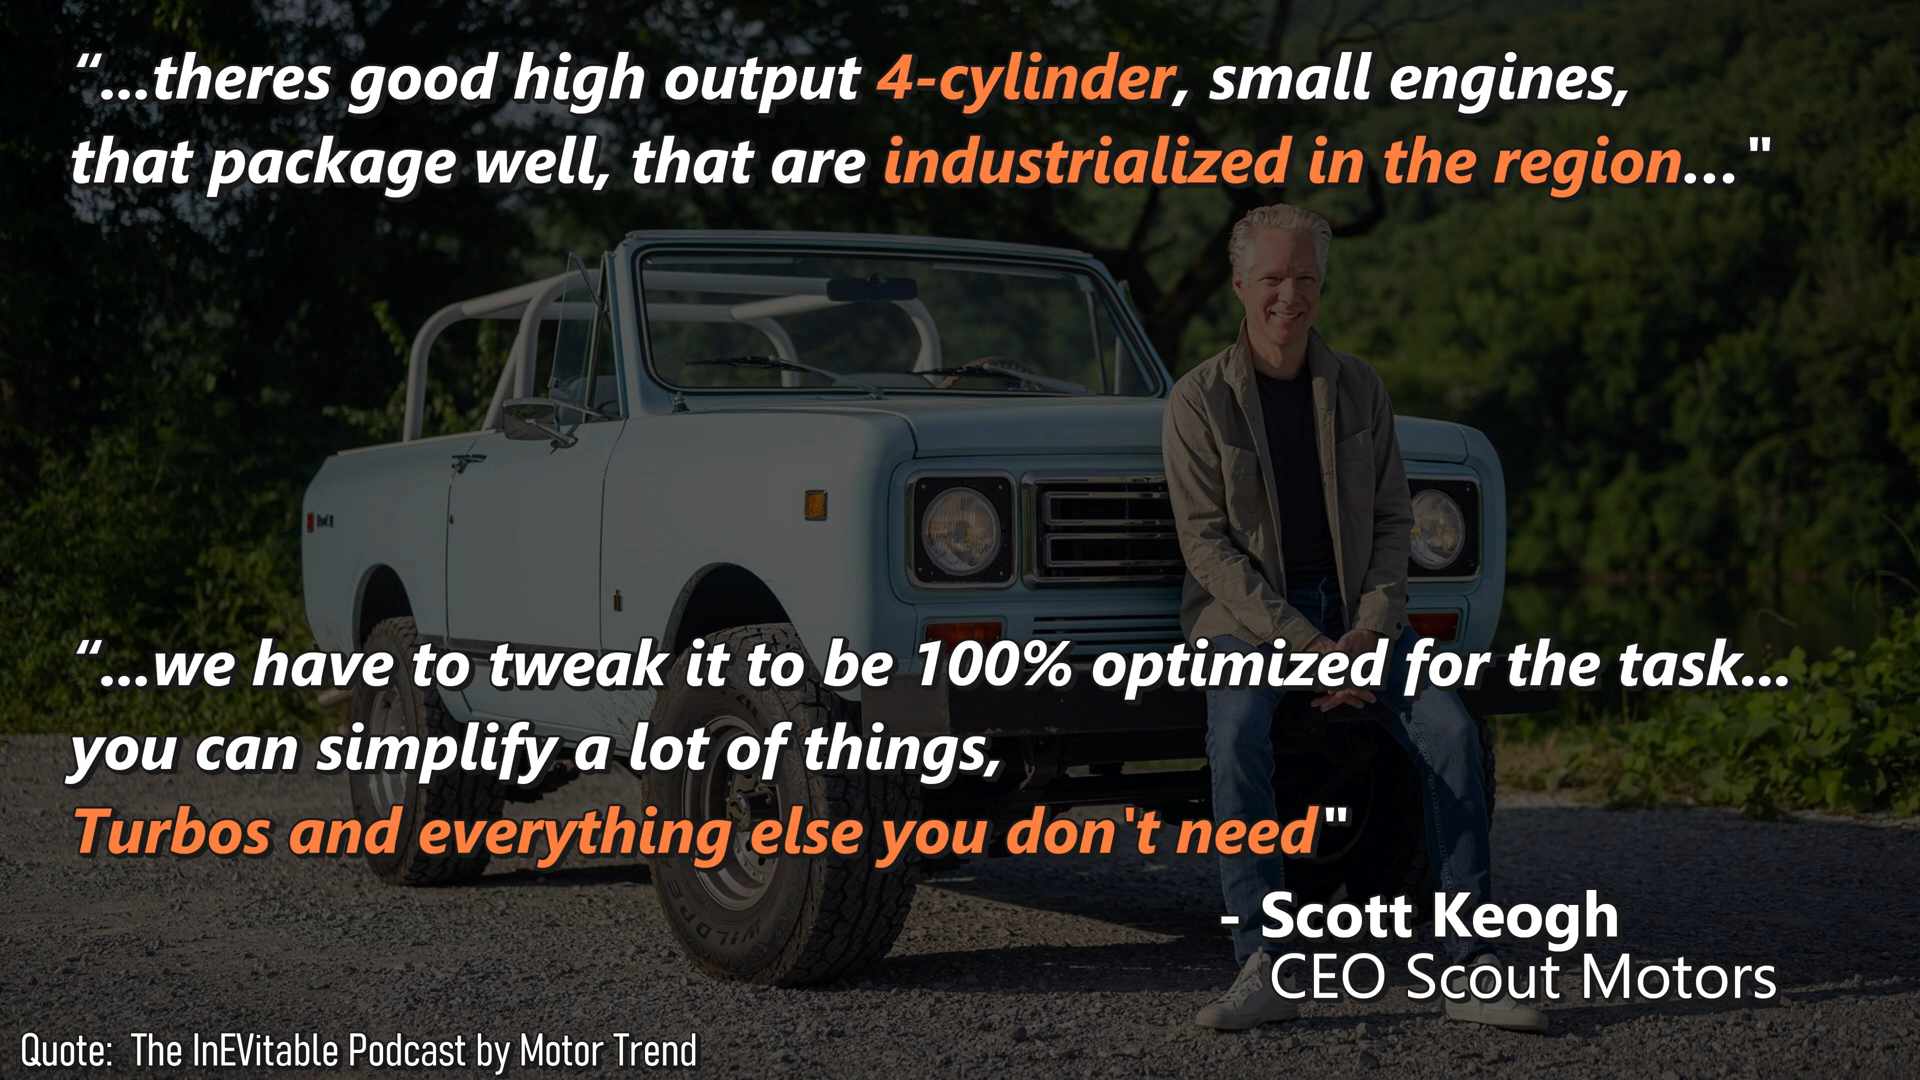 “...theres good high output 4-cylinder, small engines,
that package well, that are industrialized in the region..."
“...we have to tweak it to be 100% optimized for the task...
you can simplify a lot of things,
Turbos and everything else you don't need"
- Scott Keogh
CEO Scout Motors
Quote: The InEVitable Podcast by Motor Trend